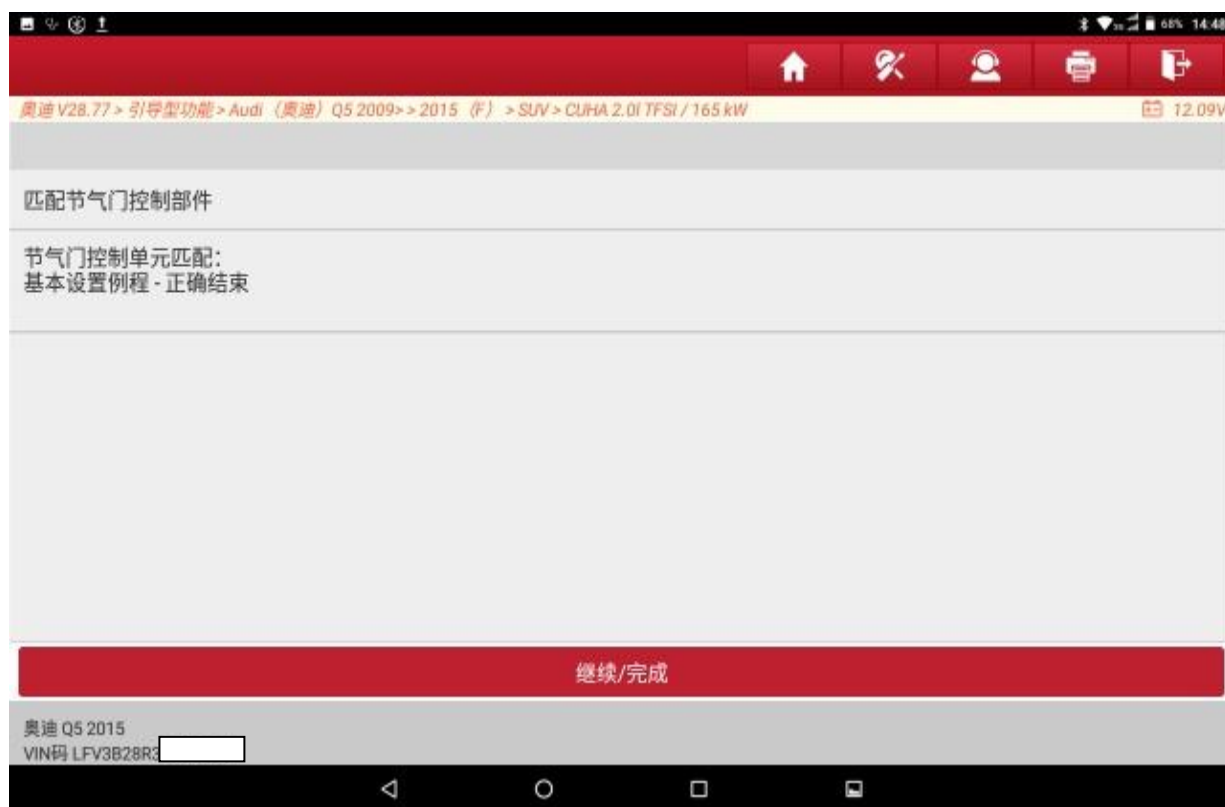 68% 14:48
奥迪 V28.77 > 引导型功能 > Audi（奥迪）Q5 2009> > 2015（F） > SUV > CUHA 2.0l TFSI / 165 kW
12.09V
匹配节气门控制部件
节气门控制单元匹配：
基本设置例程 - 正确结束
继续/完成
奥迪 Q5 2015
VIN码 LFV3B28R3